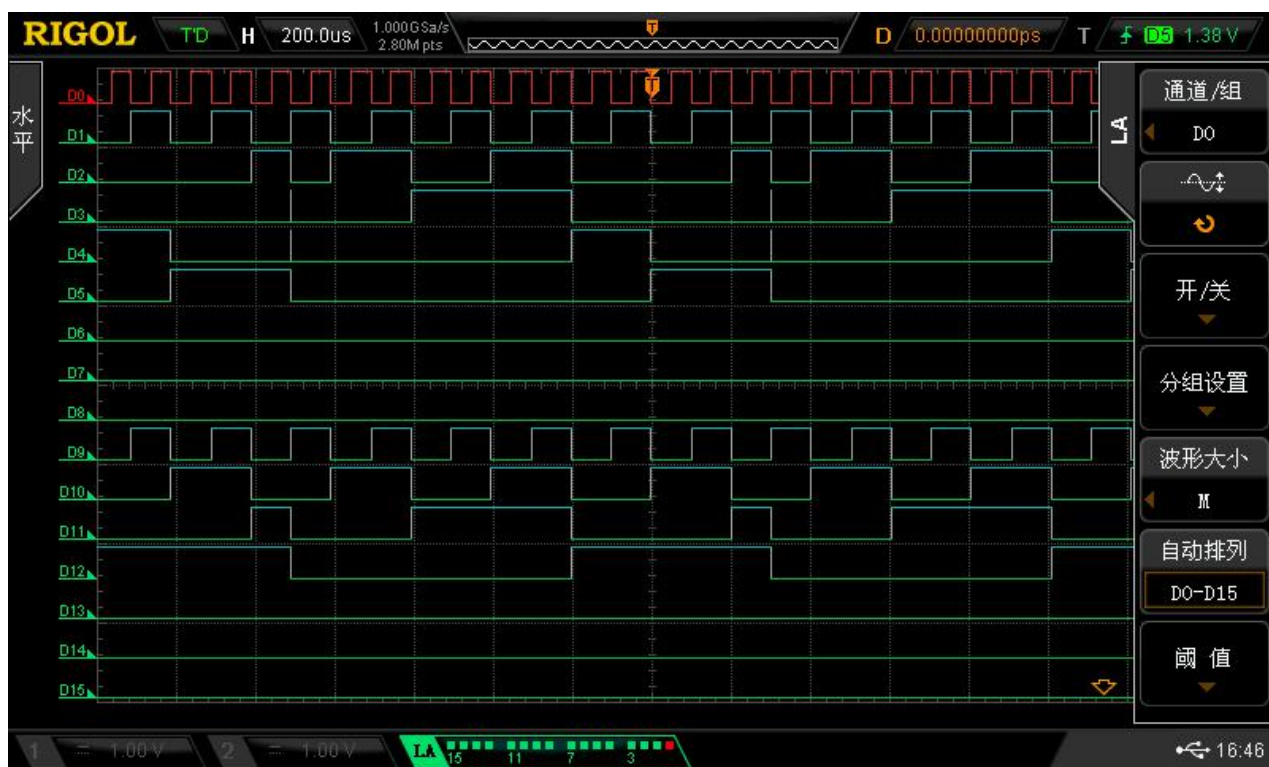 RIGOL T'D H 200.0us 1.000GSa/s 2.80M pts T D 0.00000000ps T D5 1.38 V
水平
LA
通道/组
D0
开/关
分组设置
波形大小
M
自动排列
D0-D15
阈 值
T
D0
D1
D2
D3
D4
D5
D6
D7
D8
D9
D10
D11
D12
D13
D14
D15
1 1.00 V 2 1.00 V LA 15 11 7 3 16:46